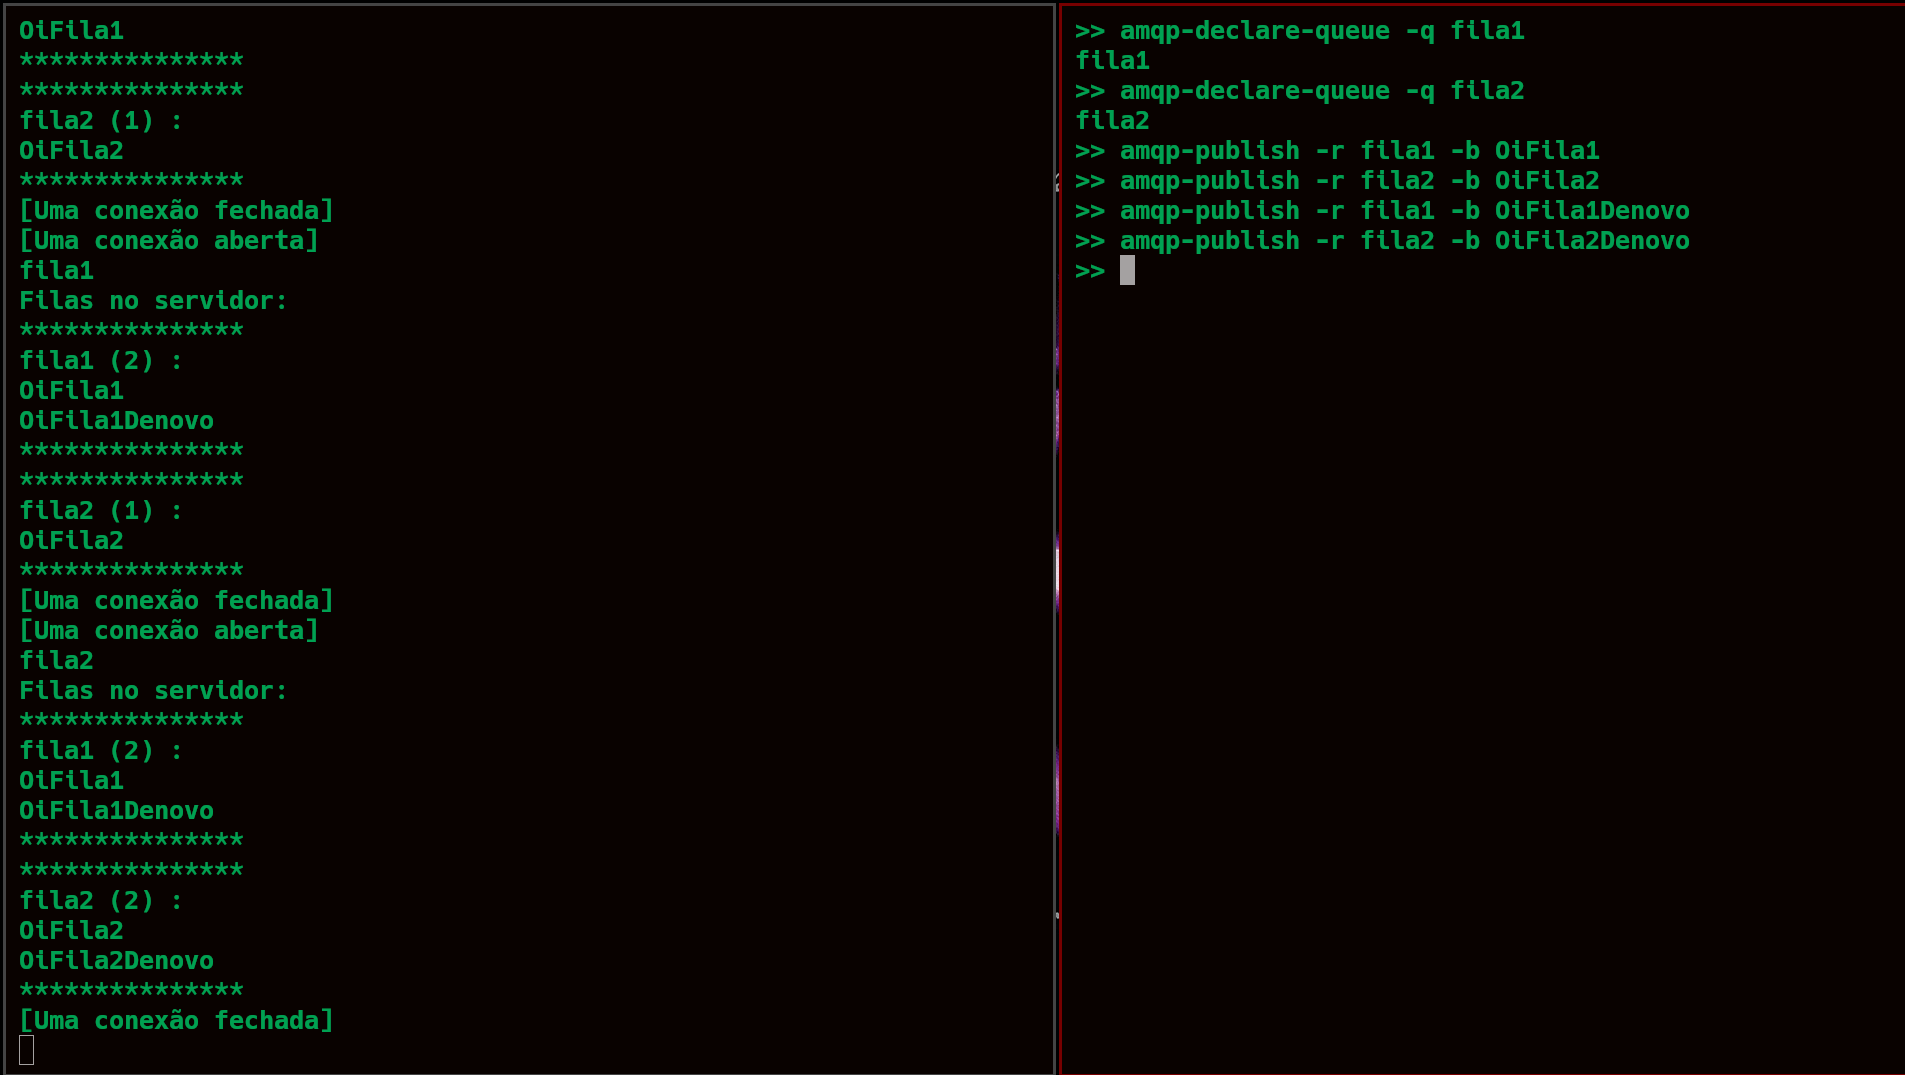 OiFila1
***************
***************
fila2 (1) :
OiFila2
***************
[Uma conexão fechada]
[Uma conexão aberta]
fila1
Filas no servidor:
***************
fila1 (2) :
OiFila1
OiFila1Denovo
***************
***************
fila2 (1) :
OiFila2
***************
[Uma conexão fechada]
[Uma conexão aberta]
fila2
Filas no servidor:
***************
fila1 (2) :
OiFila1
OiFila1Denovo
***************
***************
fila2 (2) :
OiFila2
OiFila2Denovo
***************
[Uma conexão fechada]
>> amqp-declare-queue -q fila1
fila1
>> amqp-declare-queue -q fila2
fila2
>> amqp-publish -r fila1 -b OiFila1
>> amqp-publish -r fila2 -b OiFila2
>> amqp-publish -r fila1 -b OiFila1Denovo
>> amqp-publish -r fila2 -b OiFila2Denovo
>>